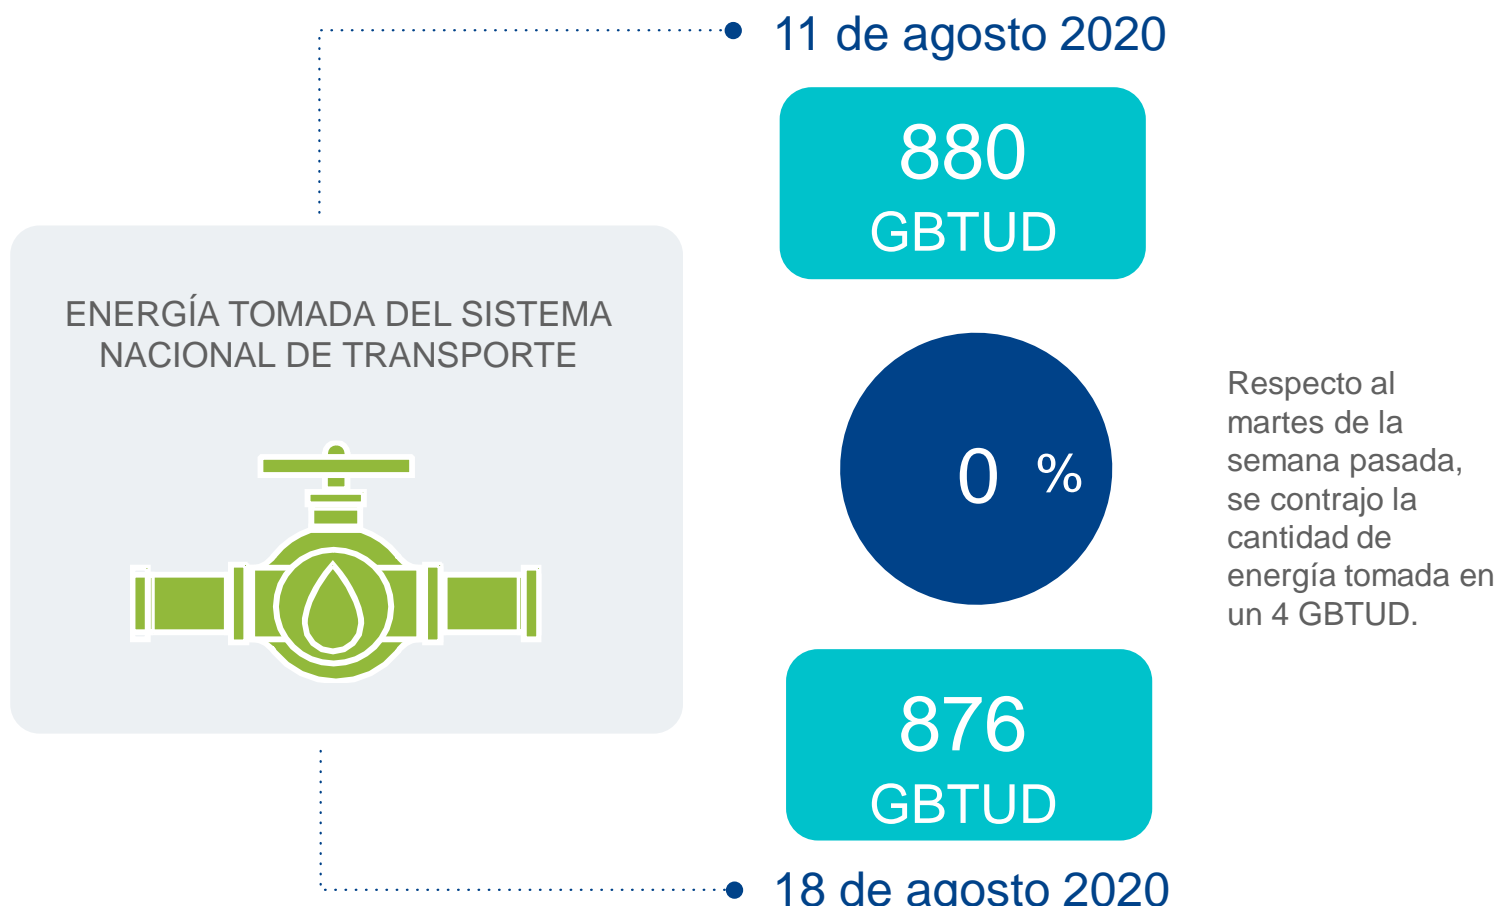 11 de agosto 2020
880
GBTUD
ENERGÍA TOMADA DEL SISTEMA
NACIONAL DE TRANSPORTE
0 %
Respecto al
martes de la
semana pasada,
se contrajo la
cantidad de
energía tomada en
un 4 GBTUD.
876
GBTUD
18 de agosto 2020